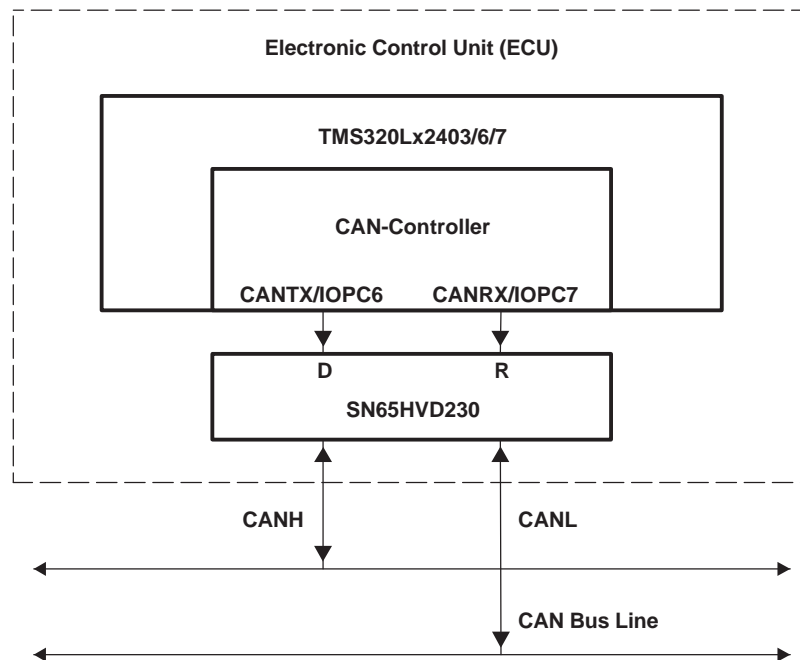 Electronic Control Unit (ECU)
TMS320Lx2403/6/7
CAN-Controller
CANTX/IOPC6 CANRX/IOPC7
D R
SN65HVD230
CANH CANL
CAN Bus Line